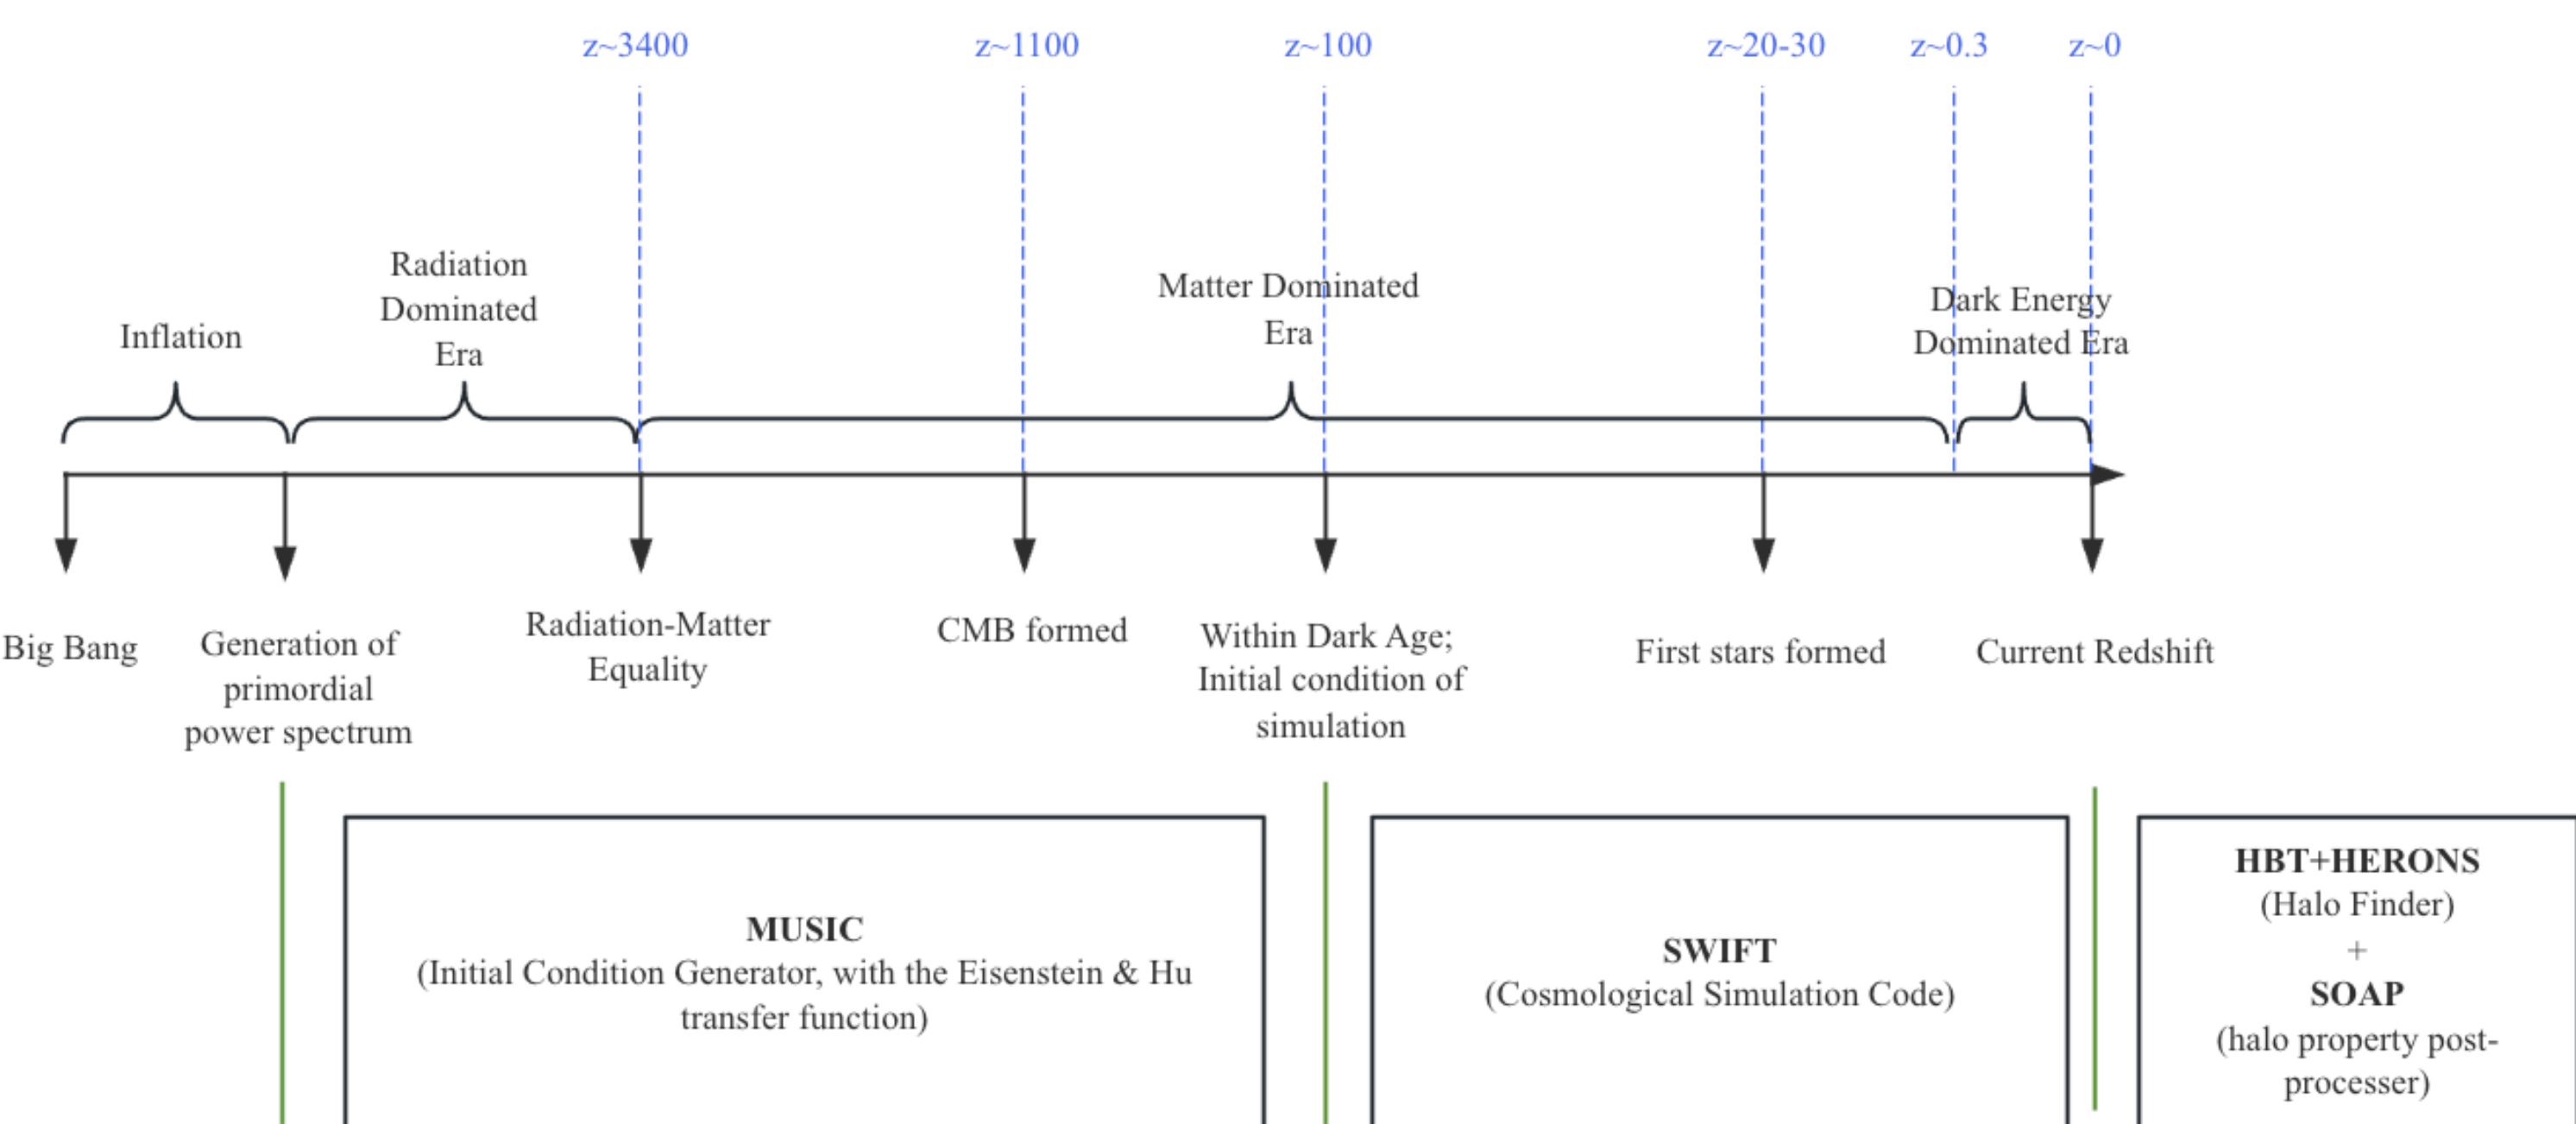 z~3400
z~1100
z~100
z~20-30
z~0.3
z~0
Inflation
Radiation
Dominated
Era
Matter Dominated
Era
Dark Energy
Dominated Era
Big Bang
Generation of
primordial
power spectrum
Radiation-Matter
Equality
CMB formed
Within Dark Age;
Initial condition of
simulation
First stars formed
Current Redshift
MUSIC
(Initial Condition Generator, with the Eisenstein & Hu
transfer function)
SWIFT
(Cosmological Simulation Code)
HBT+HERONS
(Halo Finder)
+
SOAP
(halo property post-
processer)